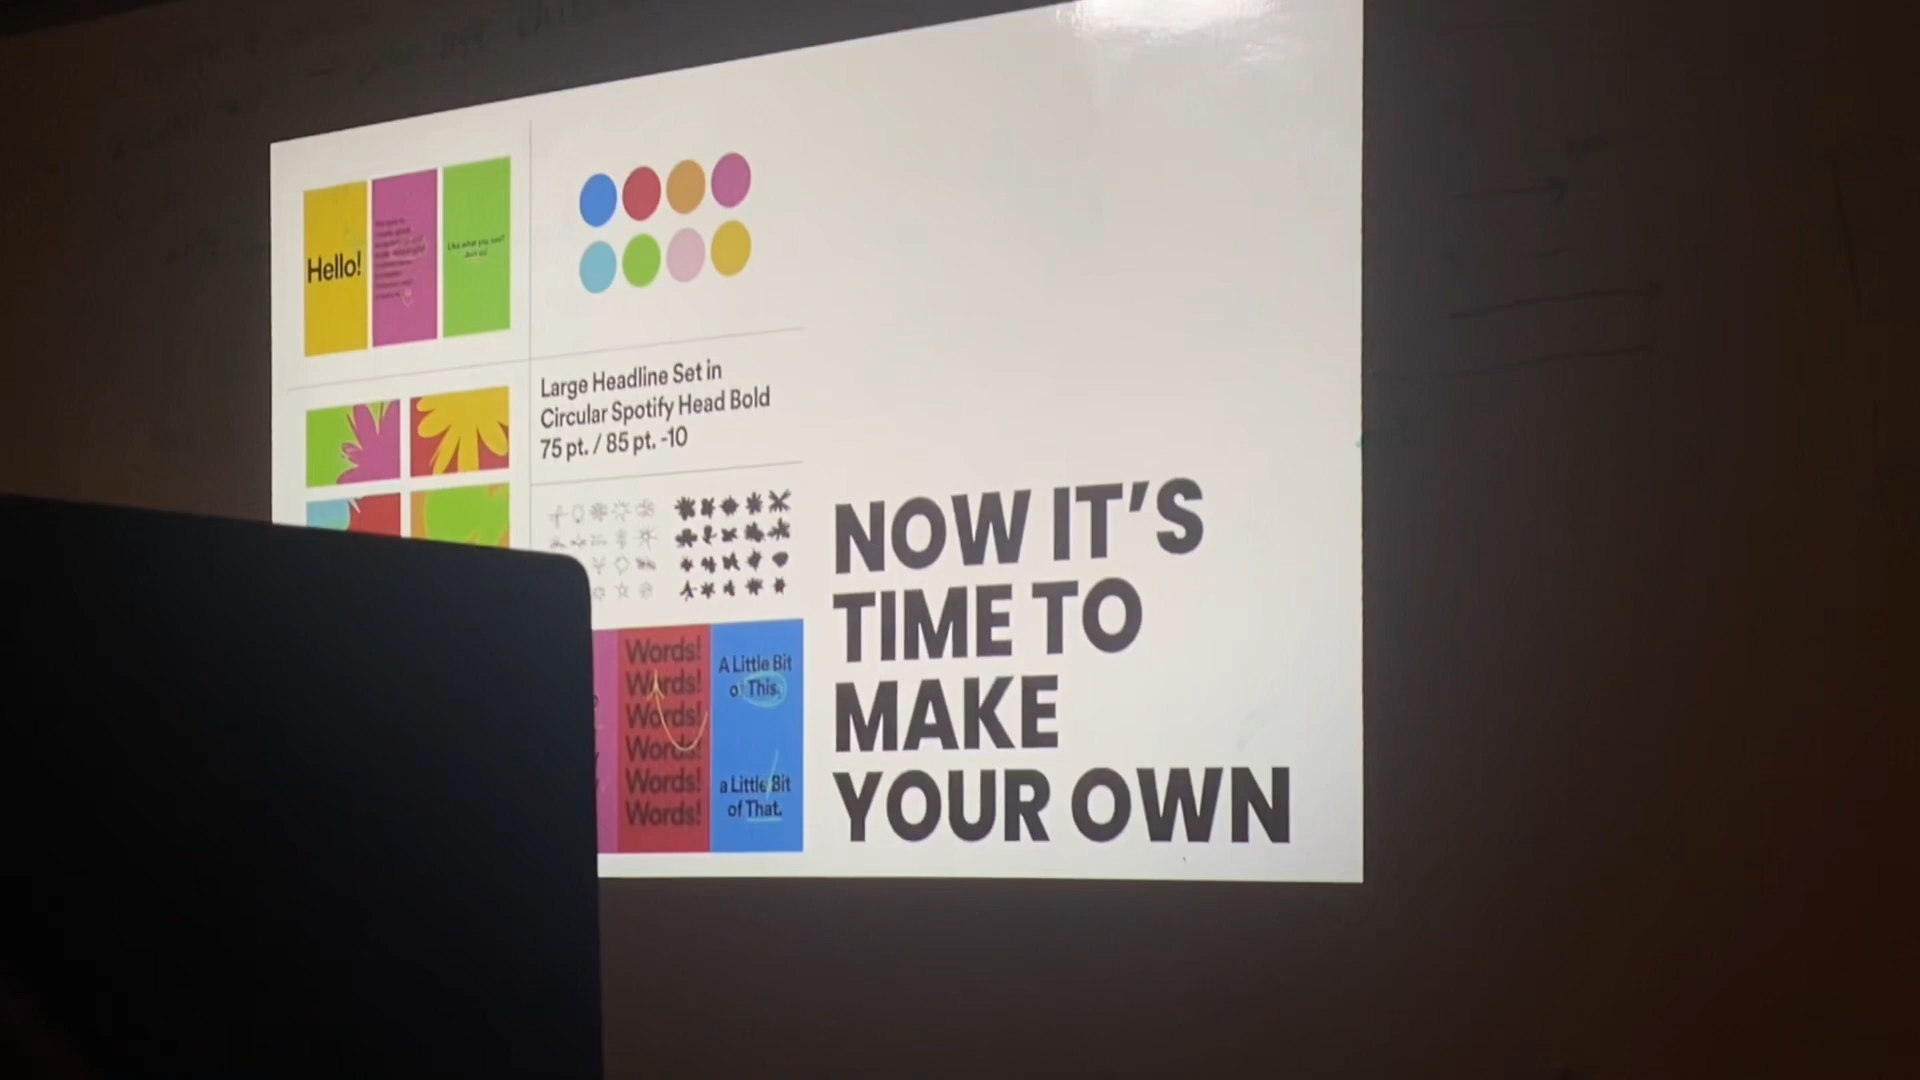 Hello!
Like what you see?
Join us!
Large Headline Set in
Circular Spotify Head Bold
75 pt. / 85 pt. -10
Words!
Words!
Words!
Words!
Words!
Words!
A Little Bit
of This,
a Little Bit
of That.
NOW IT'S
TIME TO
MAKE
YOUR OWN